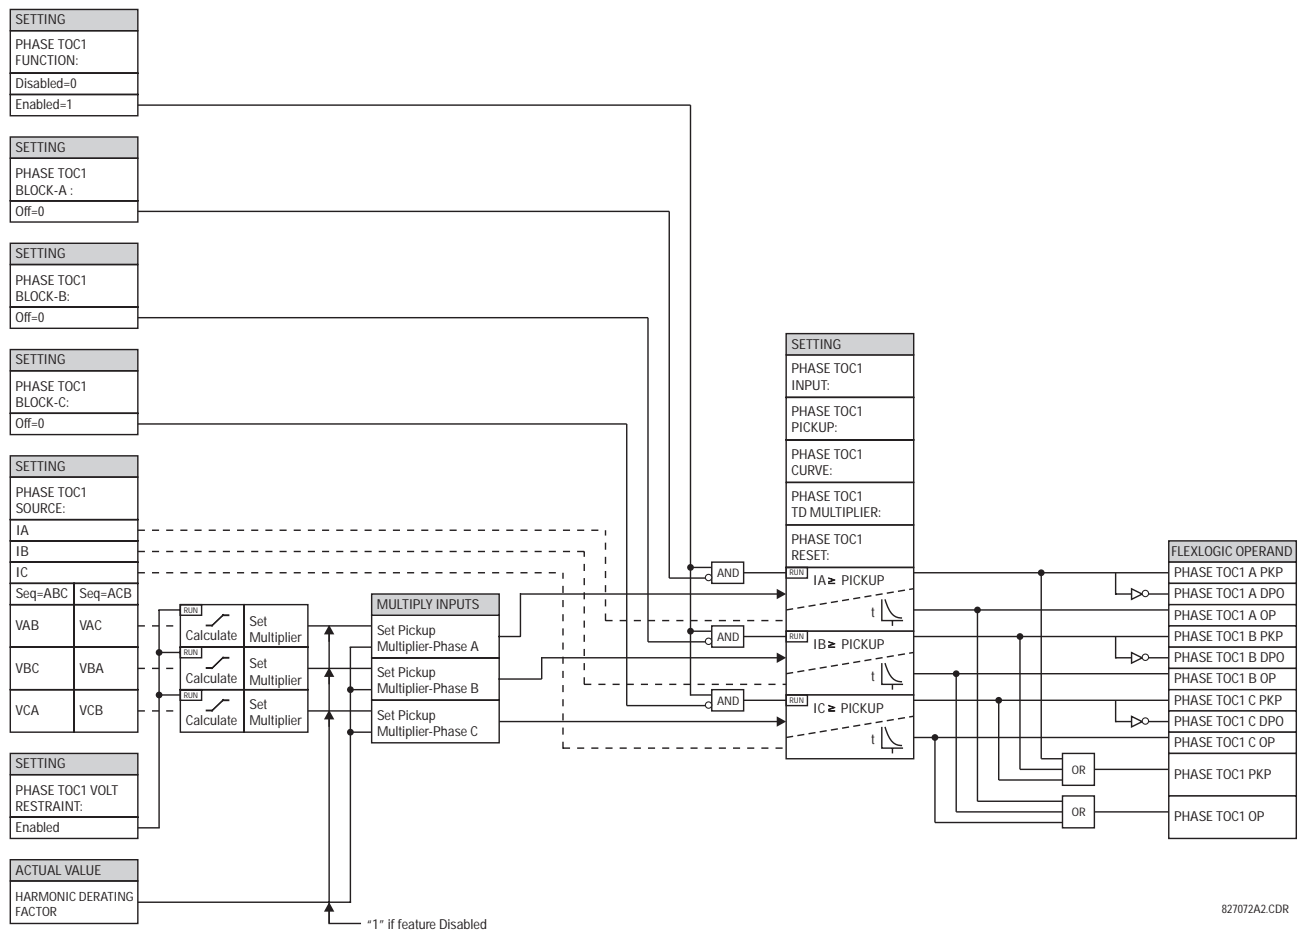 SETTING
PHASE TOC1
FUNCTION:
Disabled=0
Enabled=1
SETTING
PHASE TOC1
BLOCK-A :
Off=0
SETTING
PHASE TOC1
BLOCK-B:
Off=0
SETTING
PHASE TOC1
BLOCK-C:
Off=0
SETTING
PHASE TOC1
SOURCE:
IA
IB
IC
Seq=ABC Seq=ACB
VAB VAC
VBC VBA
VCA VCB
SETTING
PHASE TOC1 VOLT
RESTRAINT:
Enabled
ACTUAL VALUE
HARMONIC DERATING
FACTOR
RUN
Calculate
Set
Multiplier
RUN
Calculate
Set
Multiplier
RUN
Calculate
Set
Multiplier
"1" if feature Disabled
MULTIPLY INPUTS
Set Pickup
Multiplier-Phase A
Set Pickup
Multiplier-Phase B
Set Pickup
Multiplier-Phase C
AND
AND
AND
SETTING
PHASE TOC1
INPUT:
PHASE TOC1
PICKUP:
PHASE TOC1
CURVE:
PHASE TOC1
TD MULTIPLIER:
PHASE TOC1
RESET:
RUN
IA ≥ PICKUP
t
RUN
IB ≥ PICKUP
t
RUN
IC ≥ PICKUP
t
OR
OR
FLEXLOGIC OPERAND
PHASE TOC1 A PKP
PHASE TOC1 A DPO
PHASE TOC1 A OP
PHASE TOC1 B PKP
PHASE TOC1 B DPO
PHASE TOC1 B OP
PHASE TOC1 C PKP
PHASE TOC1 C DPO
PHASE TOC1 C OP
PHASE TOC1 PKP
PHASE TOC1 OP
827072A2.CDR